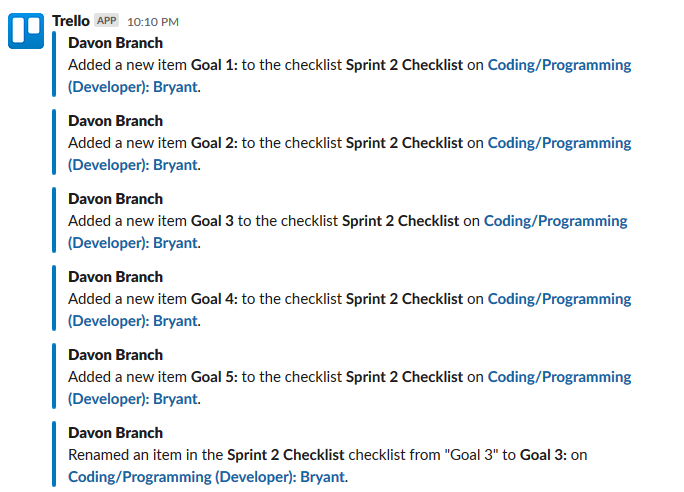 Trello APP 10:10 PM
Davon Branch
Added a new item Goal 1: to the checklist Sprint 2 Checklist on Coding/Programming
(Developer): Bryant.
Davon Branch
Added a new item Goal 2: to the checklist Sprint 2 Checklist on Coding/Programming
(Developer): Bryant.
Davon Branch
Added a new item Goal 3 to the checklist Sprint 2 Checklist on Coding/Programming
(Developer): Bryant.
Davon Branch
Added a new item Goal 4: to the checklist Sprint 2 Checklist on Coding/Programming
(Developer): Bryant.
Davon Branch
Added a new item Goal 5: to the checklist Sprint 2 Checklist on Coding/Programming
(Developer): Bryant.
Davon Branch
Renamed an item in the Sprint 2 Checklist checklist from "Goal 3" to Goal 3: on
Coding/Programming (Developer): Bryant.